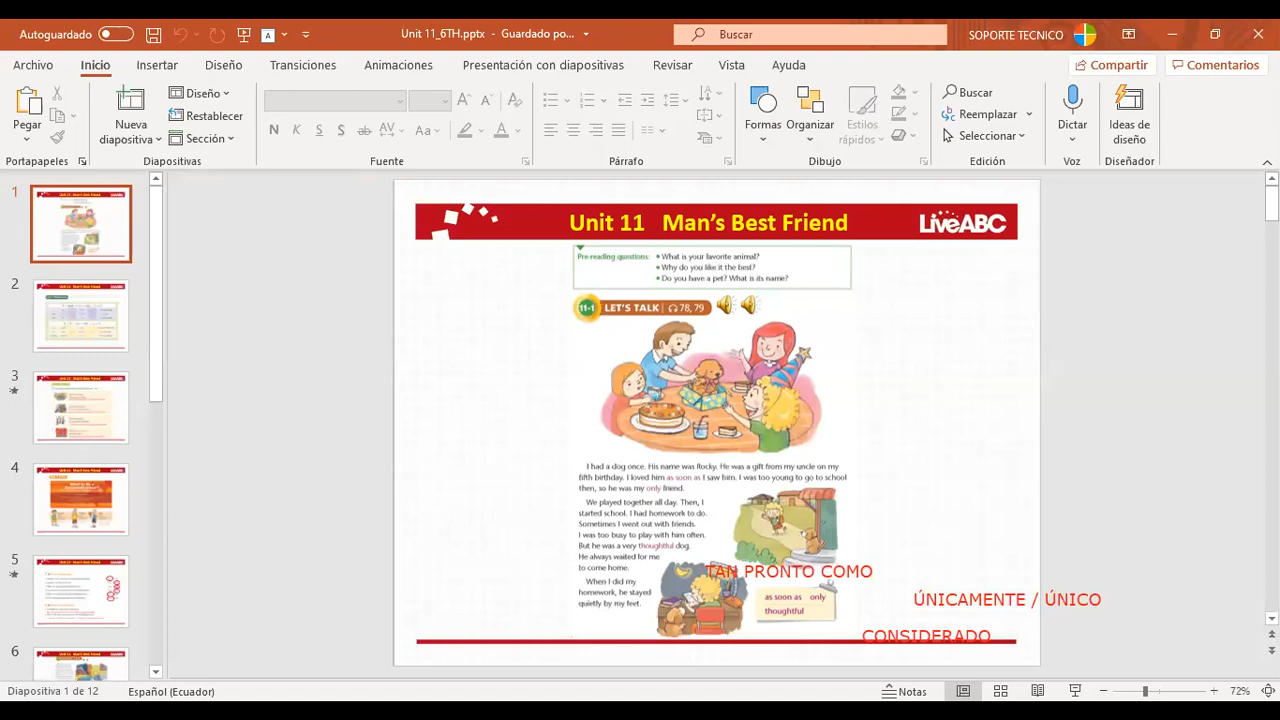 Autoguardado
Unit 11_6TH.pptx - Guardado po...
Buscar
SOPORTE TECNICO
Archivo Inicio Insertar Diseño Transiciones Animaciones Presentación con diapositivas Revisar Vista Ayuda
Compartir
Comentarios
Pegar
Nueva diapositiva
Diseño
Restablecer
Sección
N K S S ab AV Aa A
Formas
Organizar
Estilos rápidos
Buscar
Reemplazar
Seleccionar
Dictar
Ideas de diseño
Portapapeles
Diapositivas
Fuente
Párrafo
Dibujo
Edición
Voz
Diseñador
1
3
4
5
6
Unit 11 Man's Best Friend
LiveABC
Pre-reading questions:
• What is your favorite animal?
• Why do you like it the best?
• Do you have a pet? What is its name?
11-1 LET'S TALK 78, 79
I had a dog once. His name was Rocky. He was a gift from my uncle on my
fifth birthday. I loved him as soon as I saw him. I was too young to go to school
then, so he was my only friend.
We played together all day. Then, I
started school. I had homework to do.
Sometimes I went out with friends.
I was too busy to play with him often.
But he was a very thoughtful dog.
He always waited for me
to come home.
When I did my
homework, he stayed
quietly by my feet.
TAN PRONTO COMO
as soon as only
thoughtful
ÚNICAMENTE / ÚNICO
CONSIDERADO
Diapositiva 1 de 12
Español (Ecuador)
Notas
72%